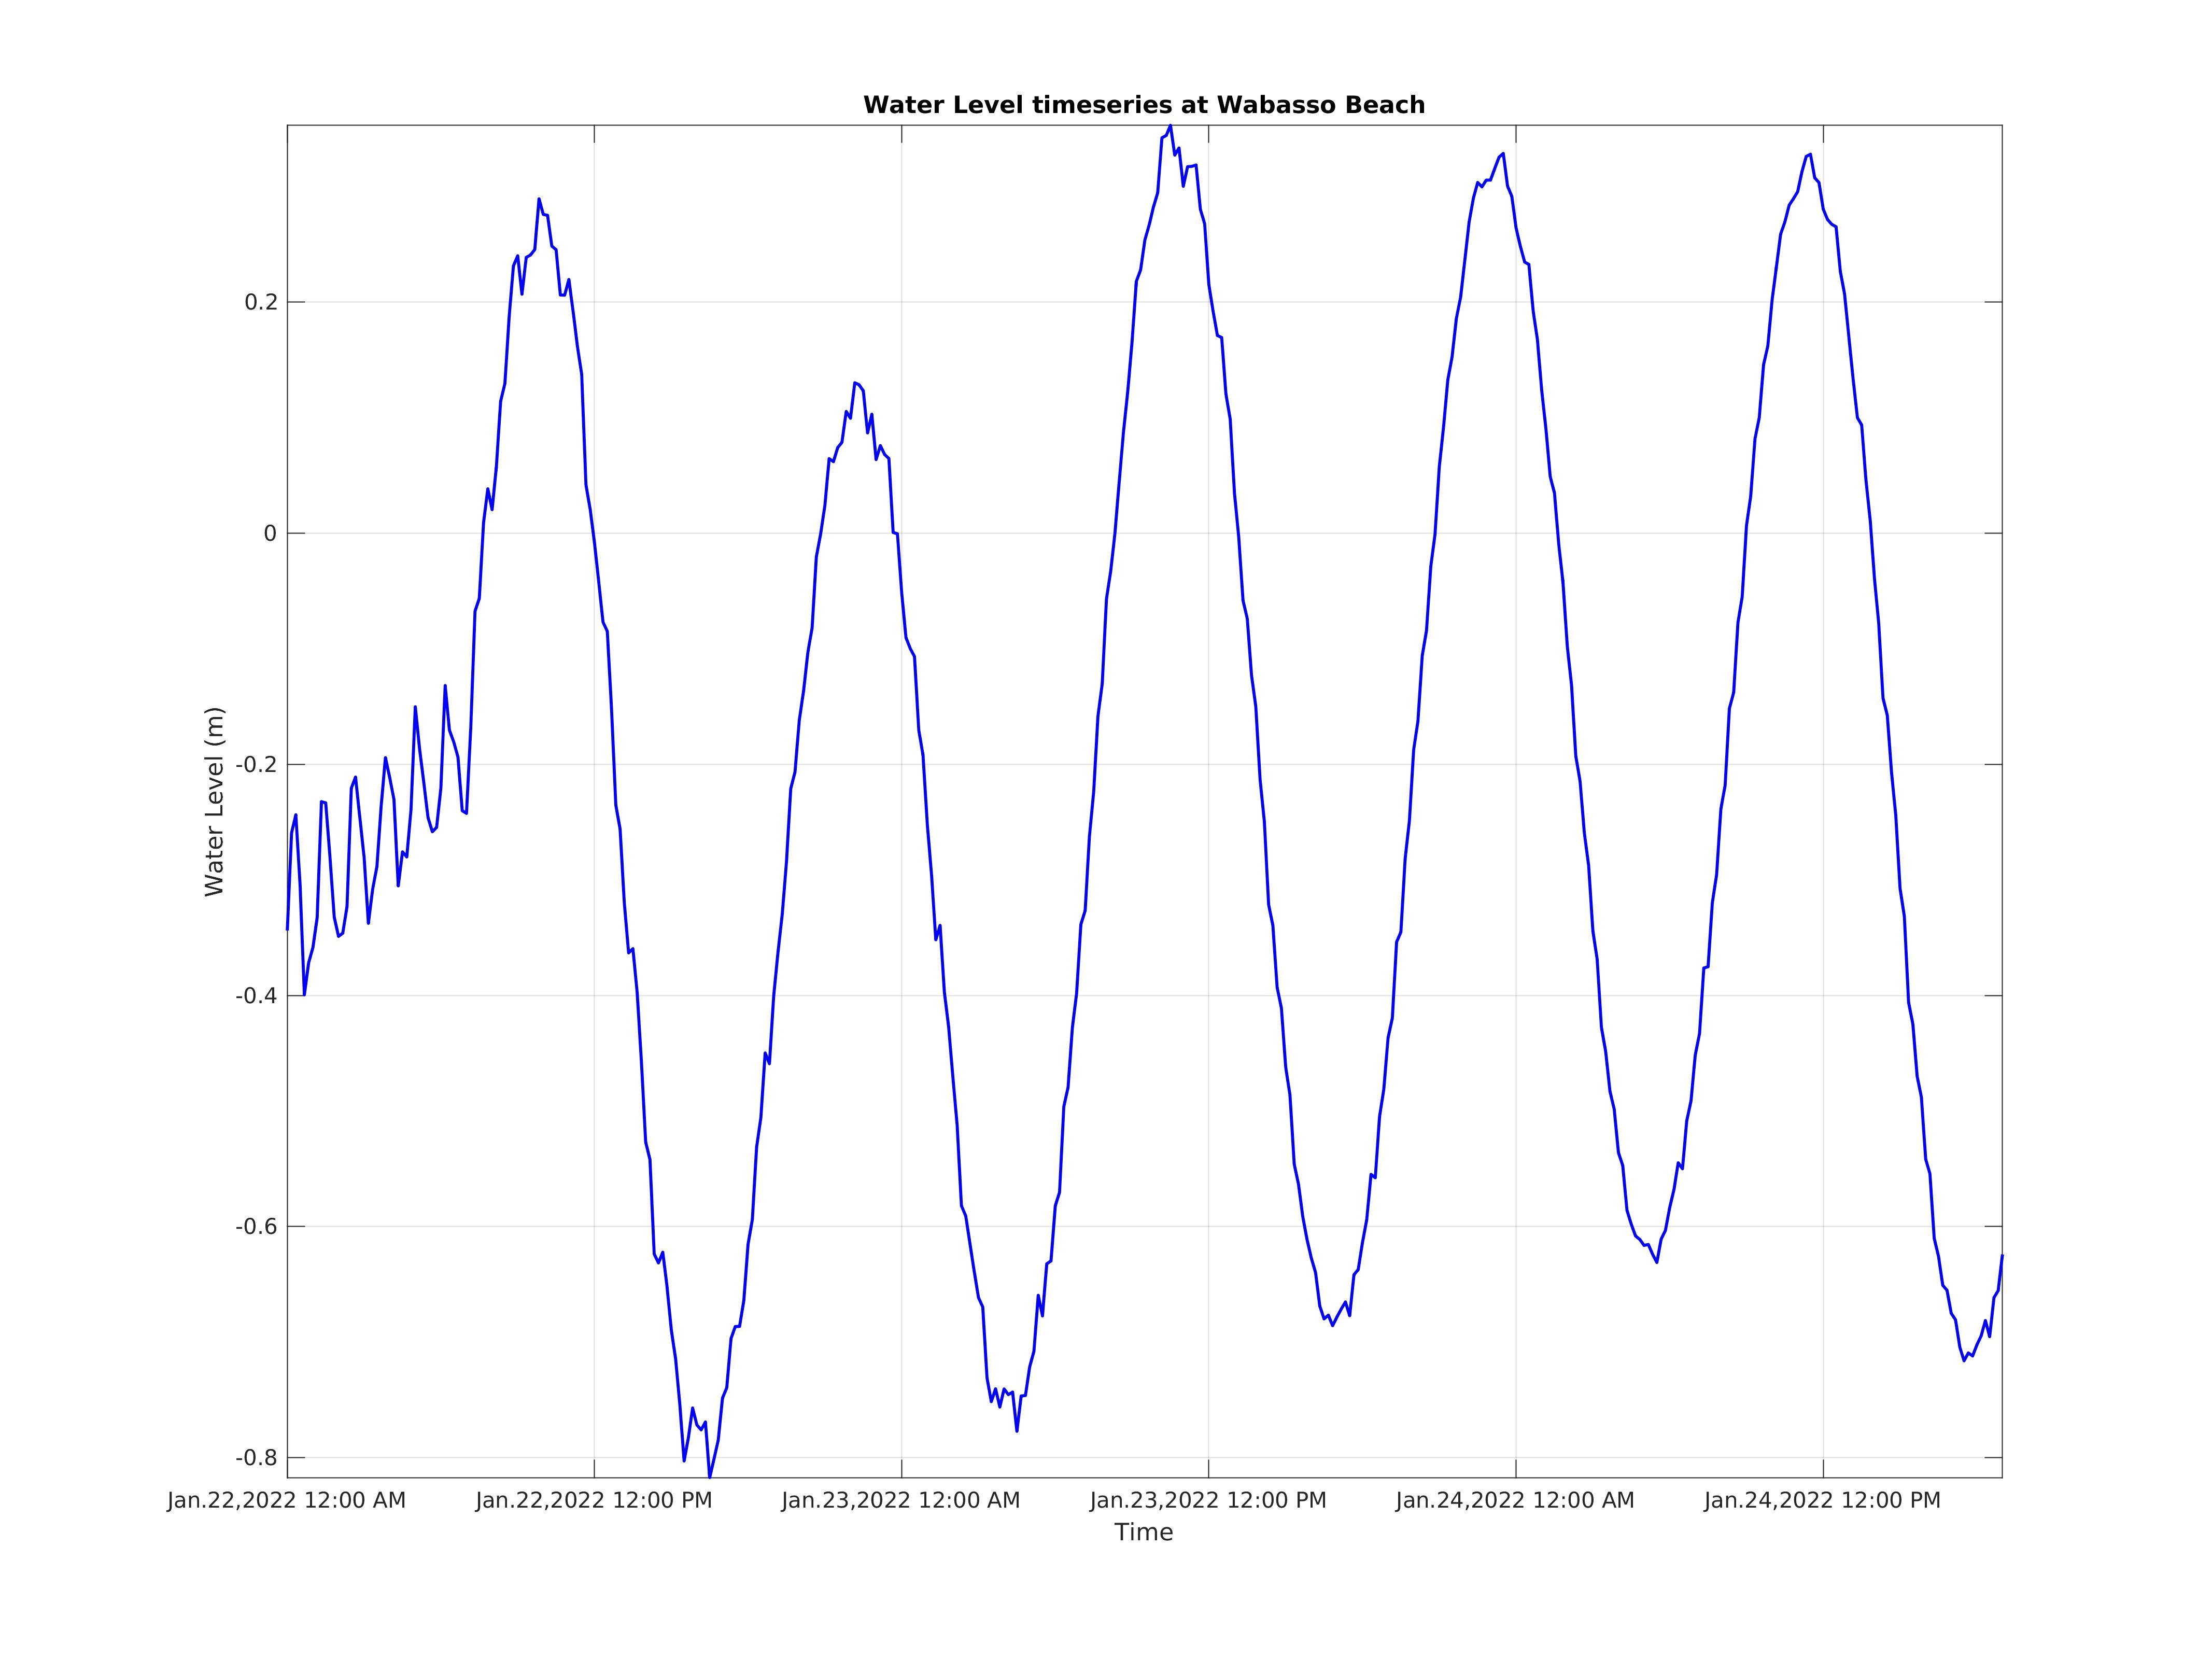 Water Level timeseries at Wabasso Beach
Water Level (m)
0.2
0
-0.2
-0.4
-0.6
-0.8
Jan.22,2022 12:00 AM
Jan.22,2022 12:00 PM
Jan.23,2022 12:00 AM
Jan.23,2022 12:00 PM
Jan.24,2022 12:00 AM
Jan.24,2022 12:00 PM
Time